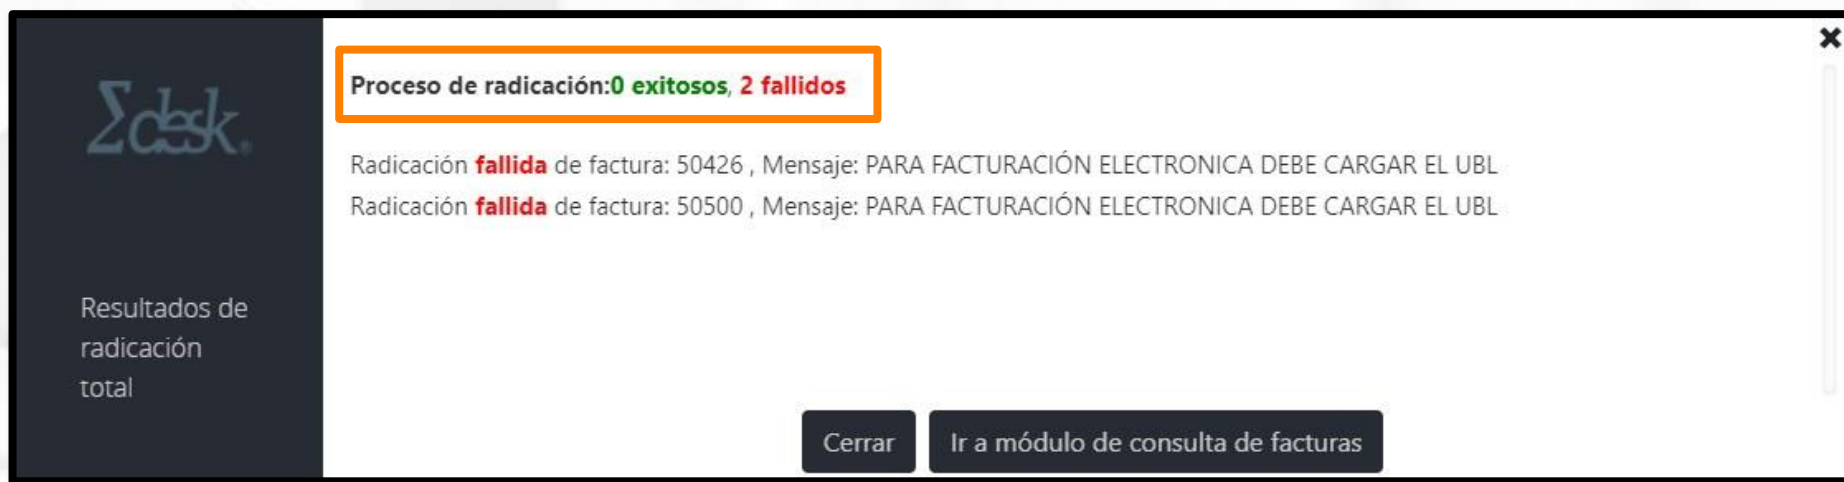 Σdesk®
Proceso de radicación:0 exitosos, 2 fallidos
Radicación fallida de factura: 50426 , Mensaje: PARA FACTURACIÓN ELECTRONICA DEBE CARGAR EL UBL
Radicación fallida de factura: 50500 , Mensaje: PARA FACTURACIÓN ELECTRONICA DEBE CARGAR EL UBL
Resultados de
radicación
total
Cerrar
Ir a módulo de consulta de facturas